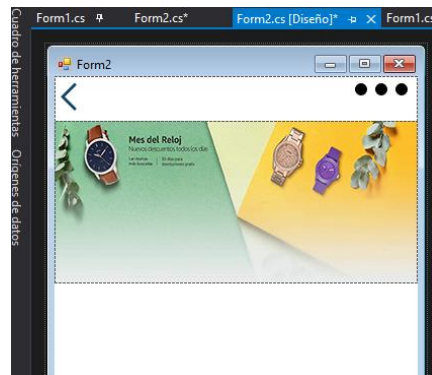 Form1.cs
Form2.cs*
Form2.cs [Diseño]*
Form1.cs
Cuadro de herramientas
Orígenes de datos
Form2
Mes del Reloj
Nuevos descuentos todos los días